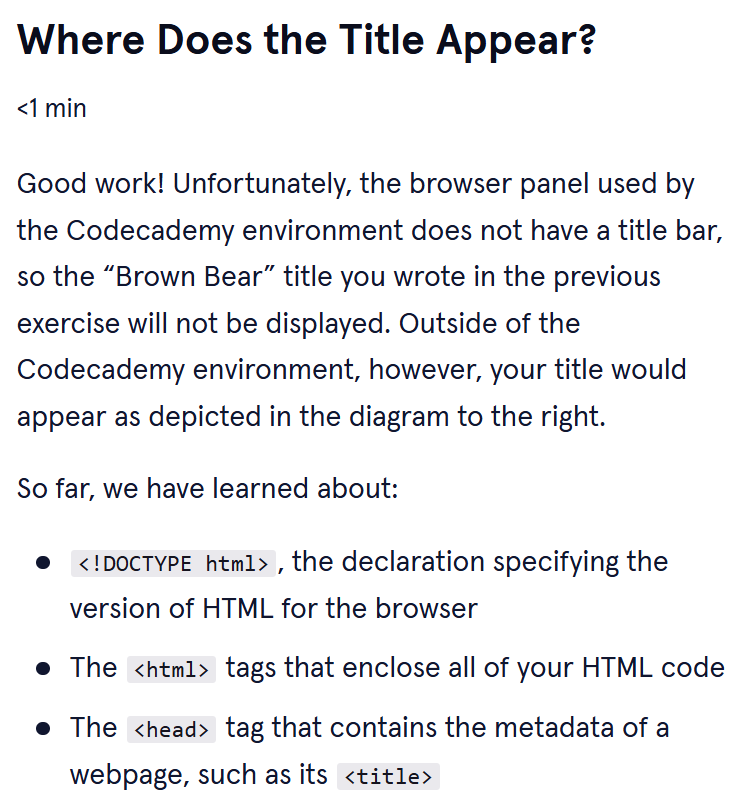 Where Does the Title Appear?
<1 min
Good work! Unfortunately, the browser panel used by
the Codecademy environment does not have a title bar,
so the “Brown Bear” title you wrote in the previous
exercise will not be displayed. Outside of the
Codecademy environment, however, your title would
appear as depicted in the diagram to the right.
So far, we have learned about:
● <!DOCTYPE html>, the declaration specifying the
version of HTML for the browser
● The <html> tags that enclose all of your HTML code
● The <head> tag that contains the metadata of a
webpage, such as its <title>